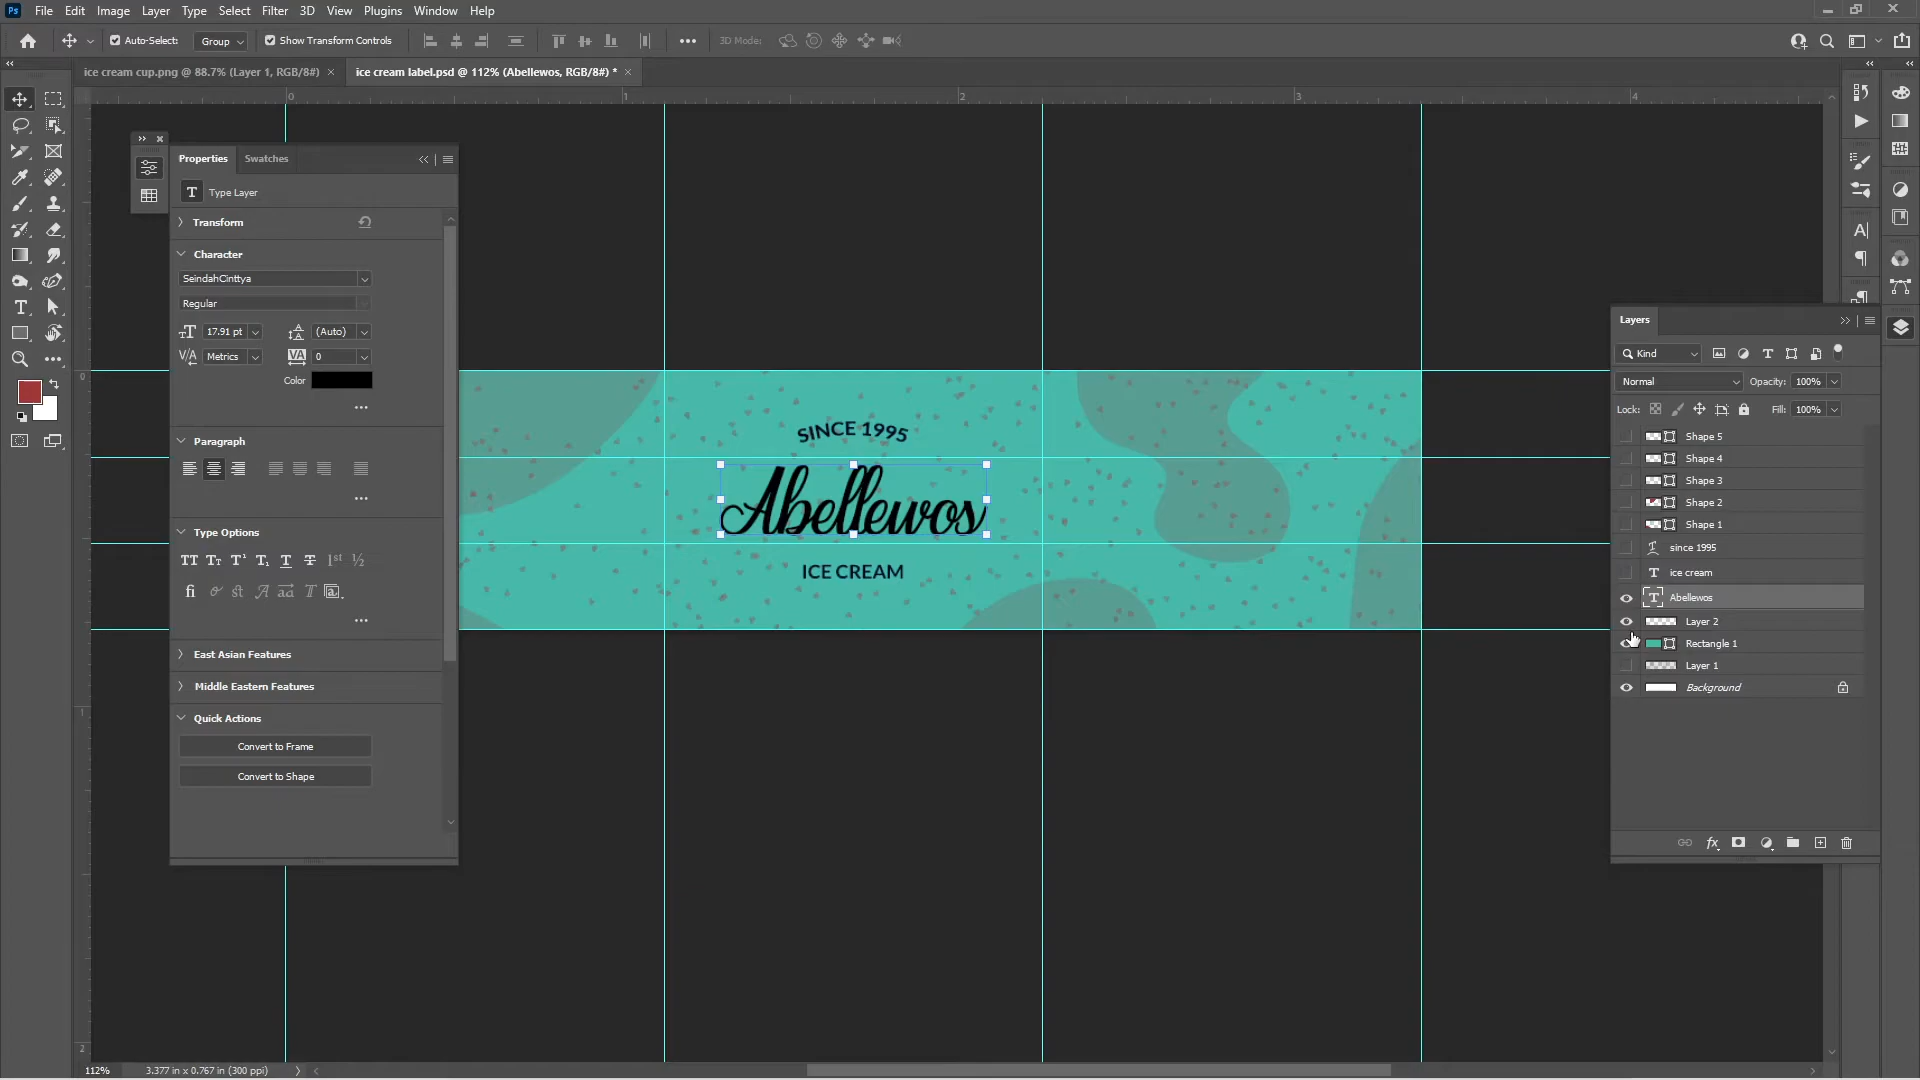 Ps File Edit Image Layer Type Select Filter 3D View Plugins Window Help
Auto-Select: Group Show Transform Controls 3D Mode:
ice cream cup.png @ 88.7% (Layer 1, RGB/8#) × ice cream label.psd @ 112% (Abellewos, RGB/8#) * ×
0 1 2 3 4
Properties Swatches
T Type Layer
Transform
Character
SeindahCinttya
Regular
17.91 pt (Auto)
Metrics 0
Color
Paragraph
Type Options
East Asian Features
Middle Eastern Features
Quick Actions
Convert to Frame
Convert to Shape
SINCE 1995
Abellewos
ICE CREAM
Layers
Kind
Normal Opacity: 100%
Lock: Fill: 100%
Shape 5
Shape 4
Shape 3
Shape 2
Shape 1
since 1995
ice cream
Abellewos
Layer 2
Rectangle 1
Layer 1
Background
112% 3.377 in x 0.767 in (300 ppi)